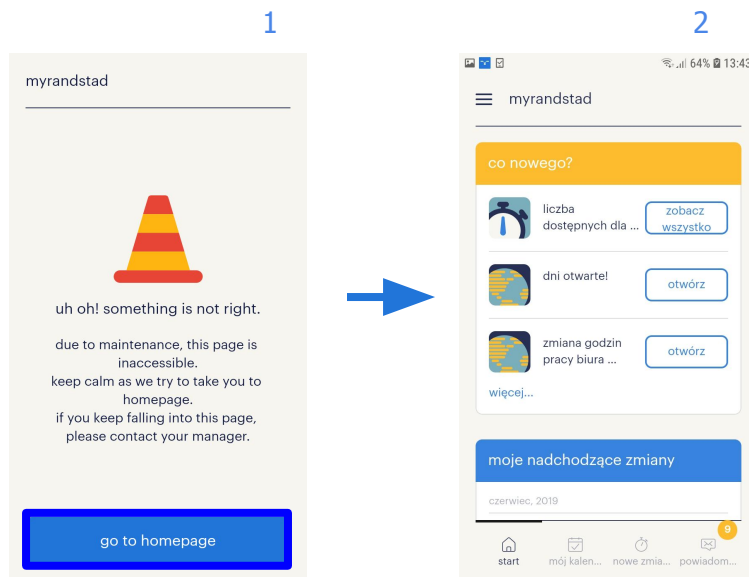 1
myrandstad
uh oh! something is not right.
due to maintenance, this page is
inaccessible.
keep calm as we try to take you to
homepage.
if you keep falling into this page,
please contact your manager.
go to homepage
2
64% 13:43
myrandstad
co nowego?
liczba
dostępnych dla ...
zobacz
wszystko
dni otwarte!
otwórz
zmiana godzin
pracy biura ...
otwórz
więcej...
moje nadchodzące zmiany
czerwiec, 2019
9
start
mój kalen...
nowe zmia...
powiadom...